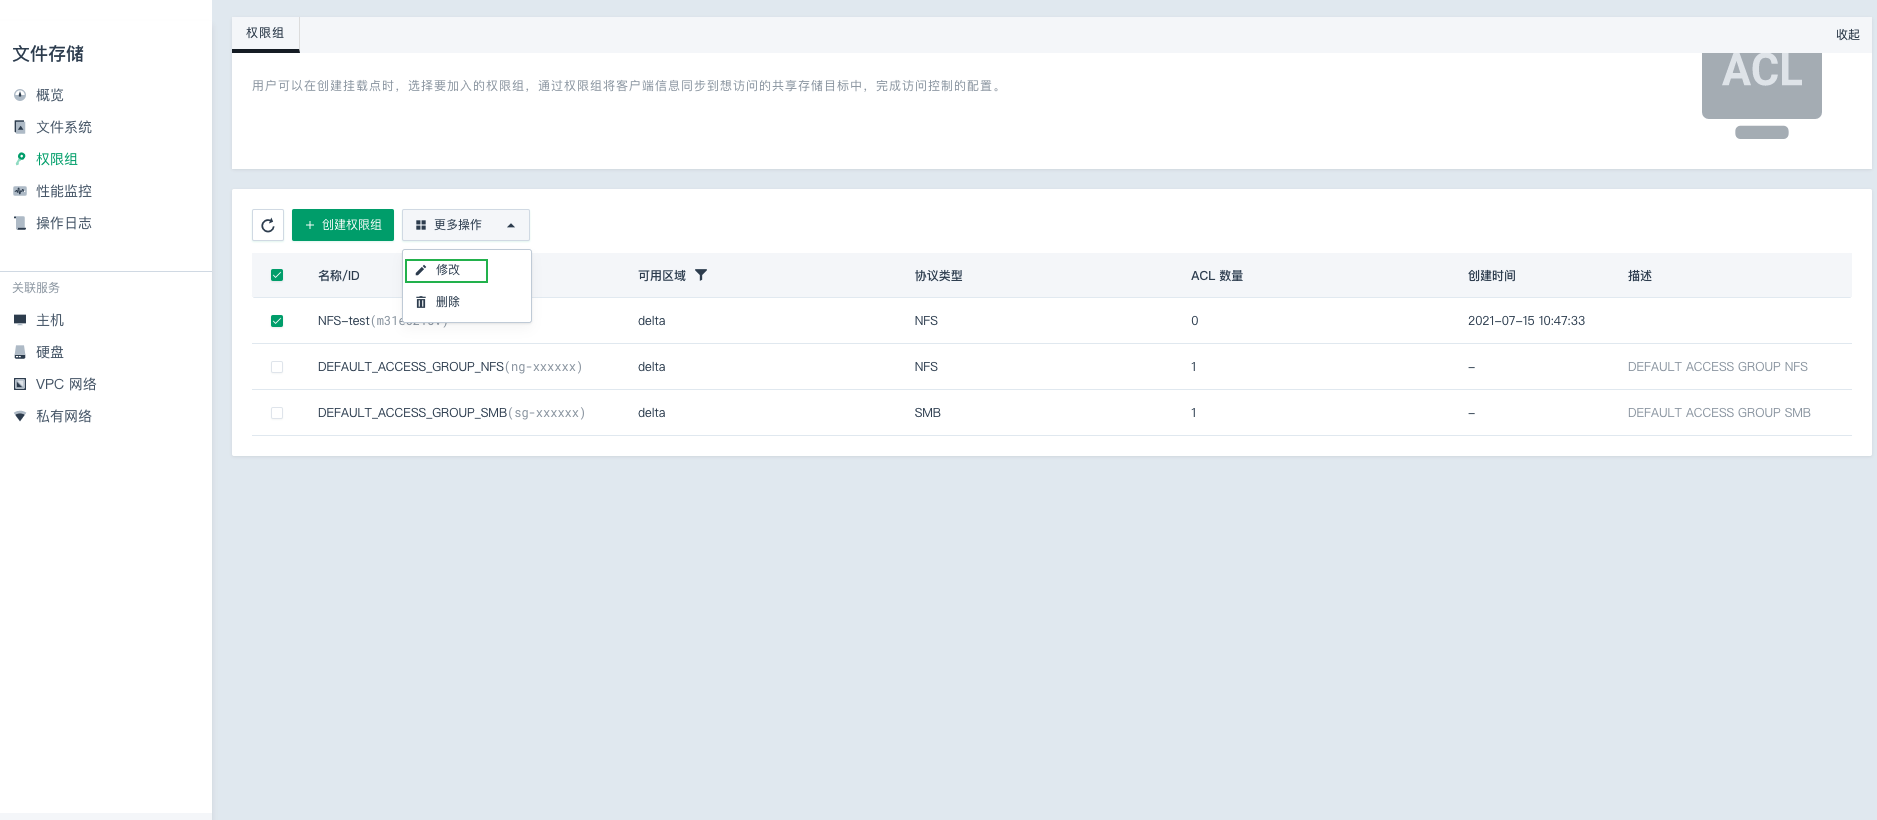 文件存储
概览
文件系统
权限组
性能监控
操作日志
关联服务
主机
硬盘
VPC 网络
私有网络
权限组
收起
用户可以在创建挂载点时，选择要加入的权限组，通过权限组将客户端信息同步到想访问的共享存储目标中，完成访问控制的配置。
ACL
+ 创建权限组 更多操作
修改
删除
名称/ID 可用区域 协议类型 ACL 数量 创建时间 描述
NFS-test delta NFS 0 2021-07-15 10:47:33
DEFAULT_ACCESS_GROUP_NFS(ng-xxxxxx) delta NFS 1 - DEFAULT ACCESS GROUP NFS
DEFAULT_ACCESS_GROUP_SMB(sg-xxxxxx) delta SMB 1 - DEFAULT ACCESS GROUP SMB